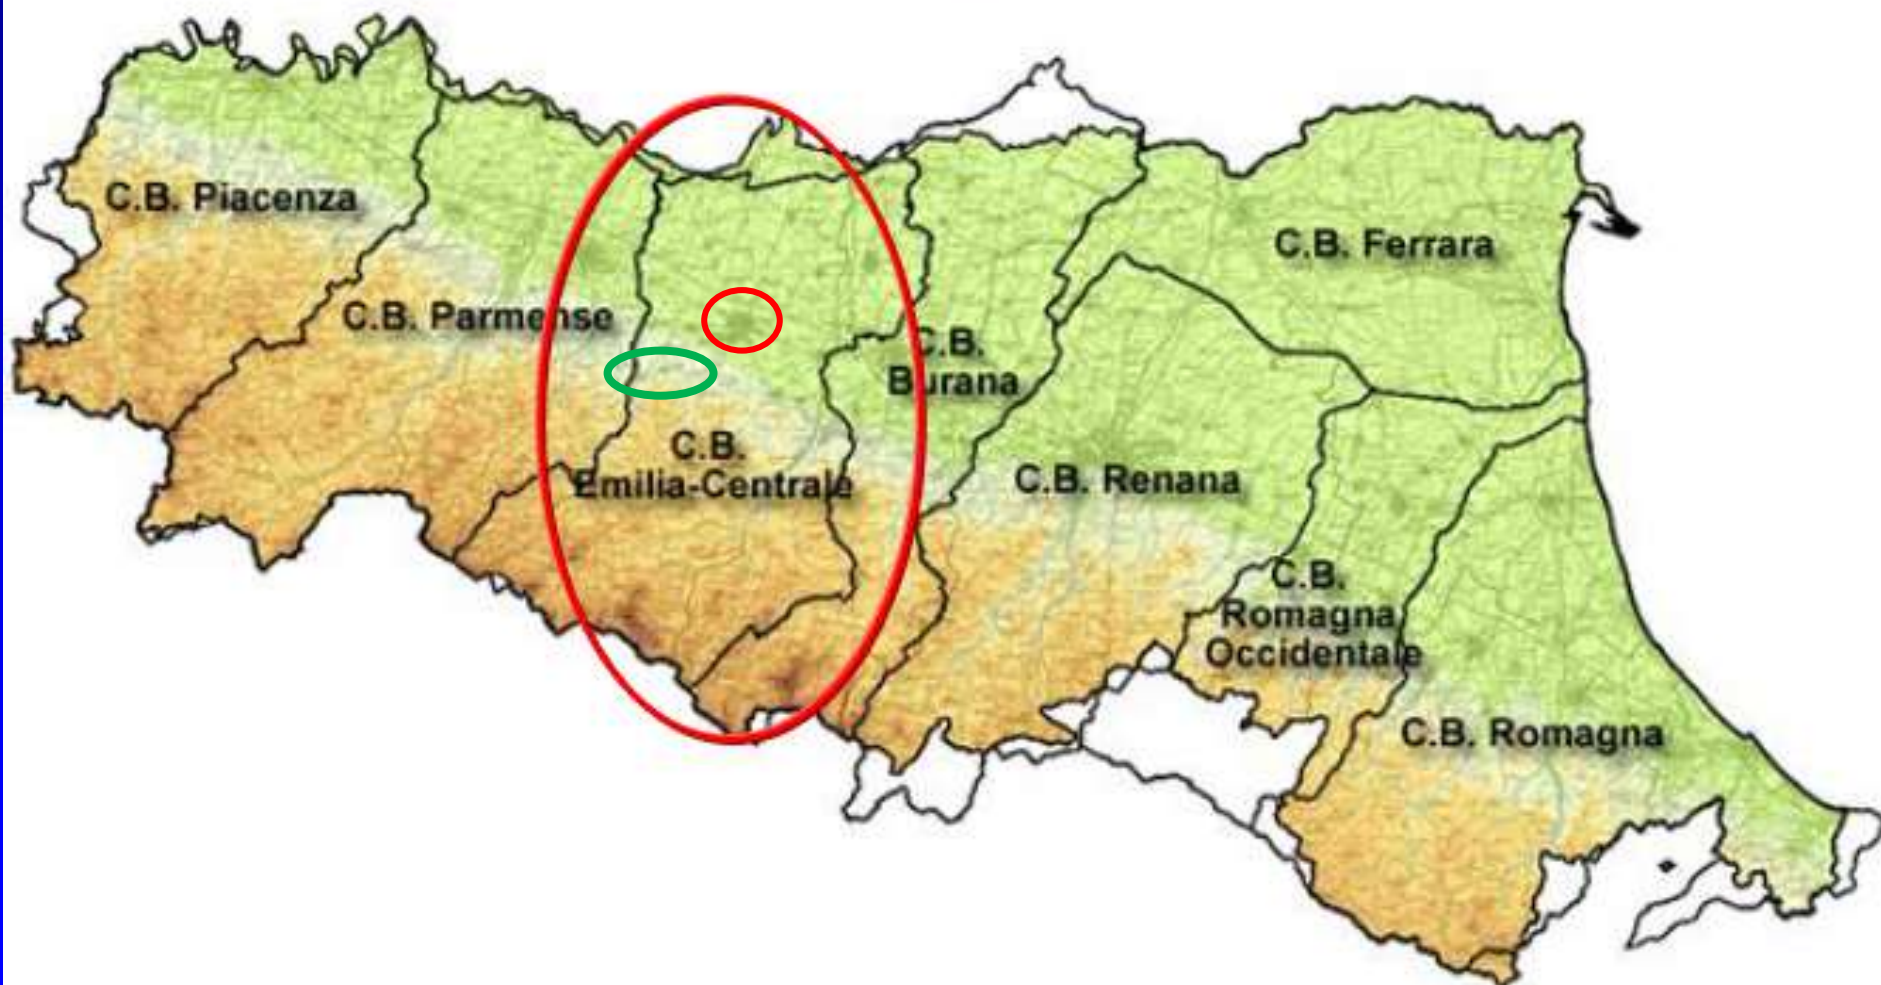 C.B. Piacenza
C.B. Parmense
C.B.
Emilia-Centrale
C.B.
Burana
C.B. Ferrara
C.B. Renana
C.B.
Romagna
Occidentale
C.B. Romagna